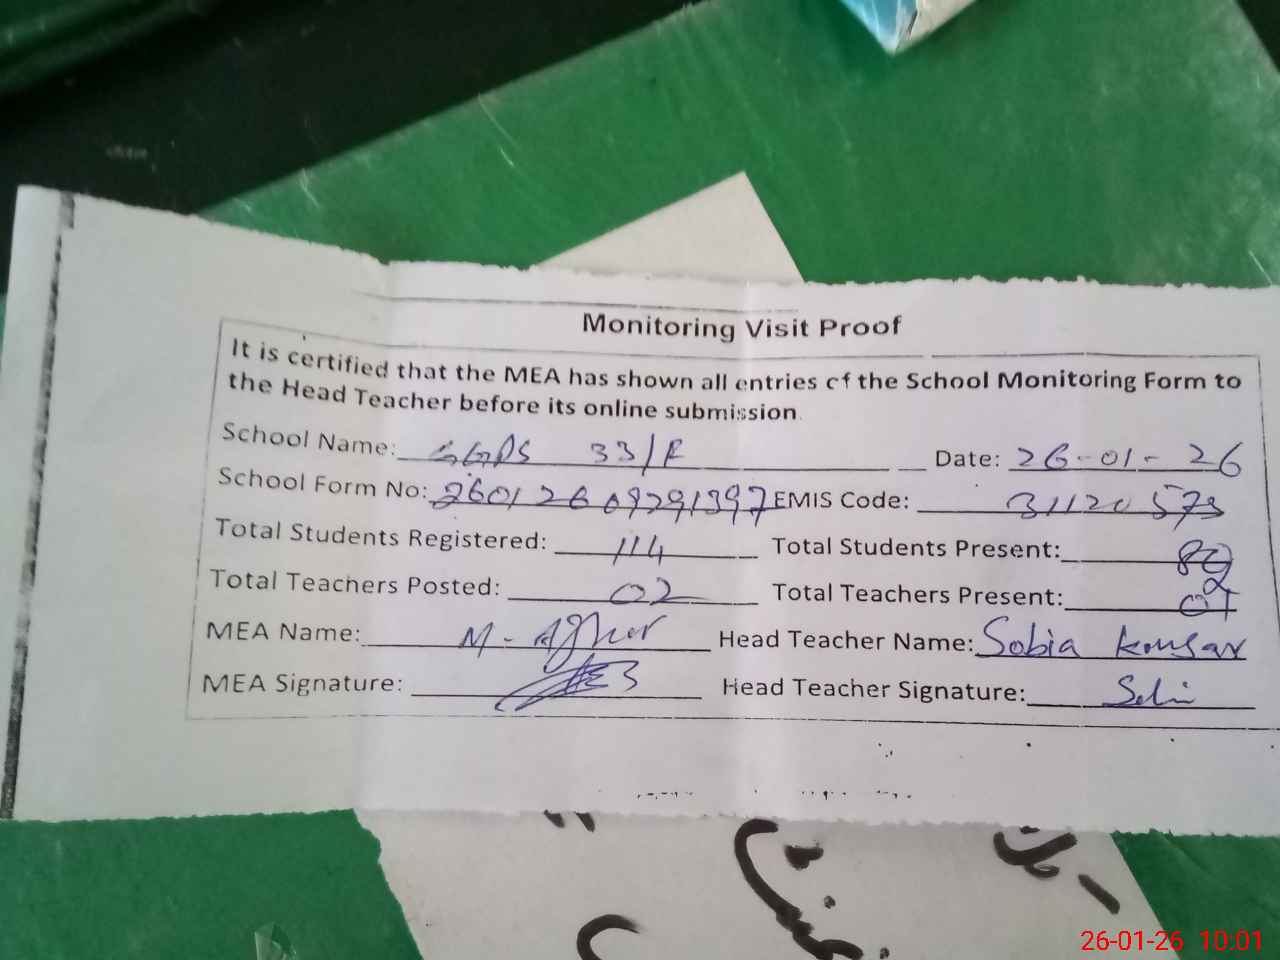 Monitoring Visit Proof
It is certified that the MEA has shown all entries of the School Monitoring Form to
the Head Teacher before its online submission.
School Name: GGPS 33/F Date: 26-01-26
School Form No: EMIS Code: 31120573
Total Students Registered: 114 Total Students Present:
Total Teachers Posted: 02 Total Teachers Present:
MEA Name: M- Head Teacher Name: Sobia Kousar
MEA Signature: Head Teacher Signature:
26-01-26 10:01